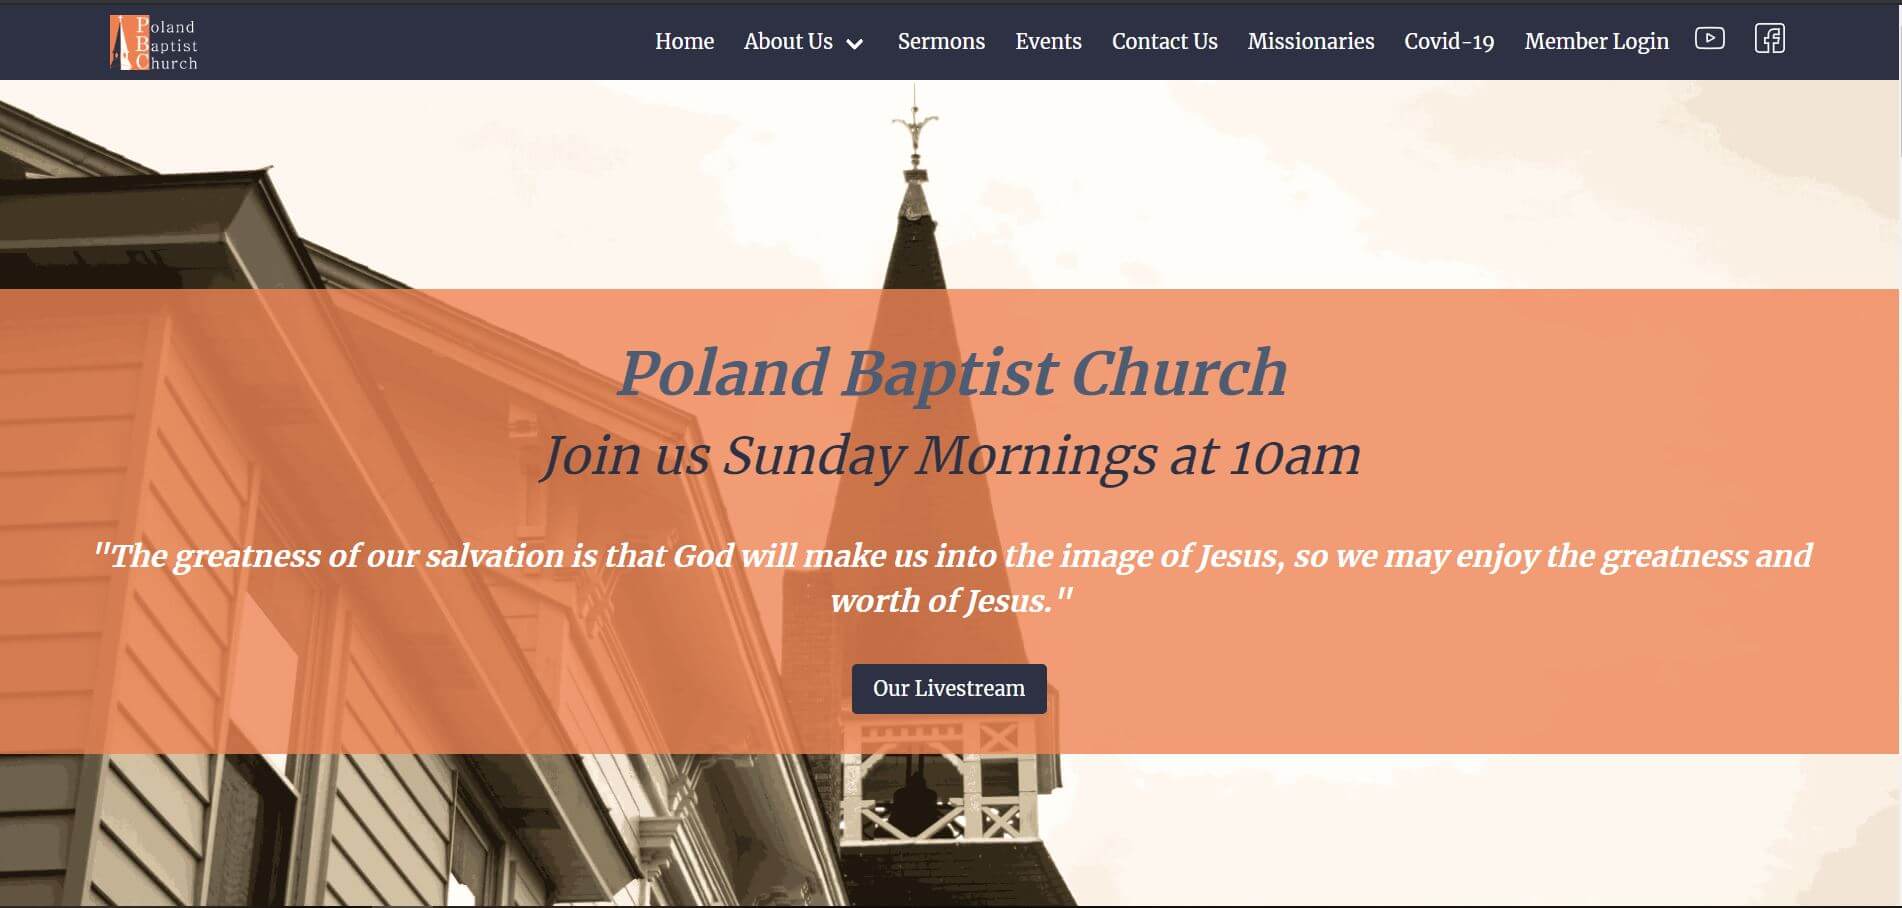 Poland
Baptist
Church
Home About Us Sermons Events Contact Us Missionaries Covid-19 Member Login
Poland Baptist Church
Join us Sunday Mornings at 10am
"The greatness of our salvation is that God will make us into the image of Jesus, so we may enjoy the greatness and
worth of Jesus."
Our Livestream